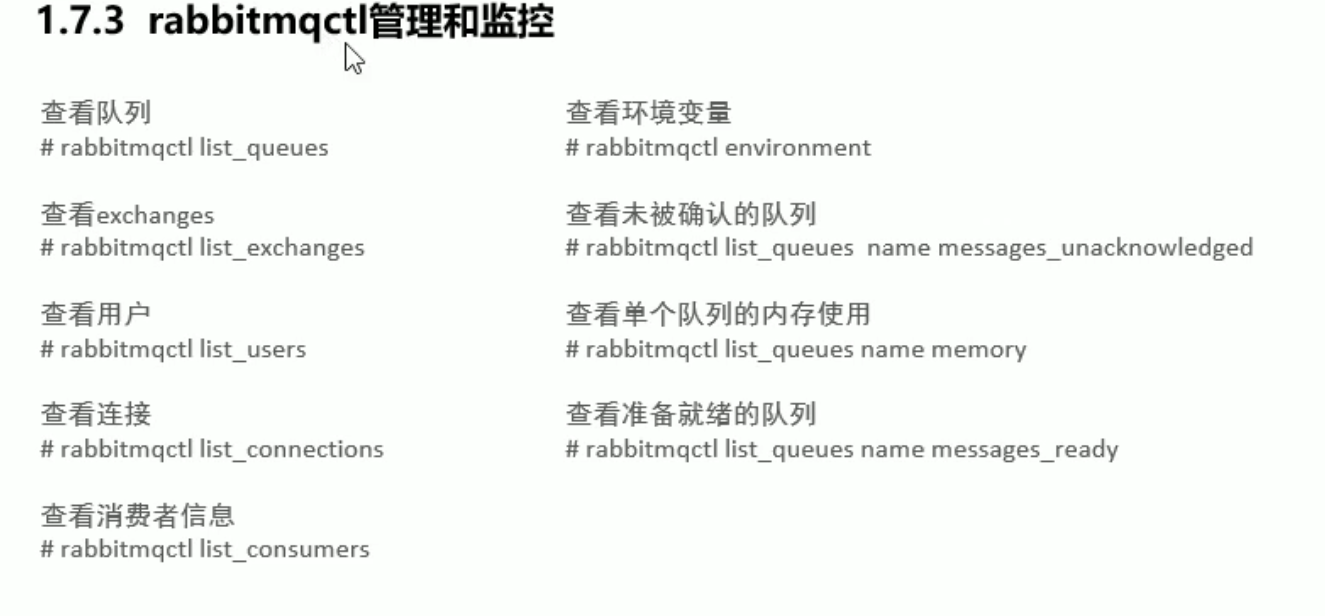 1.7.3 rabbitmqctl管理和监控
查看队列
# rabbitmqctl list_queues
查看exchanges
# rabbitmqctl list_exchanges
查看用户
# rabbitmqctl list_users
查看连接
# rabbitmqctl list_connections
查看消费者信息
# rabbitmqctl list_consumers
查看环境变量
# rabbitmqctl environment
查看未被确认的队列
# rabbitmqctl list_queues name messages_unacknowledged
查看单个队列的内存使用
# rabbitmqctl list_queues name memory
查看准备就绪的队列
# rabbitmqctl list_queues name messages_ready